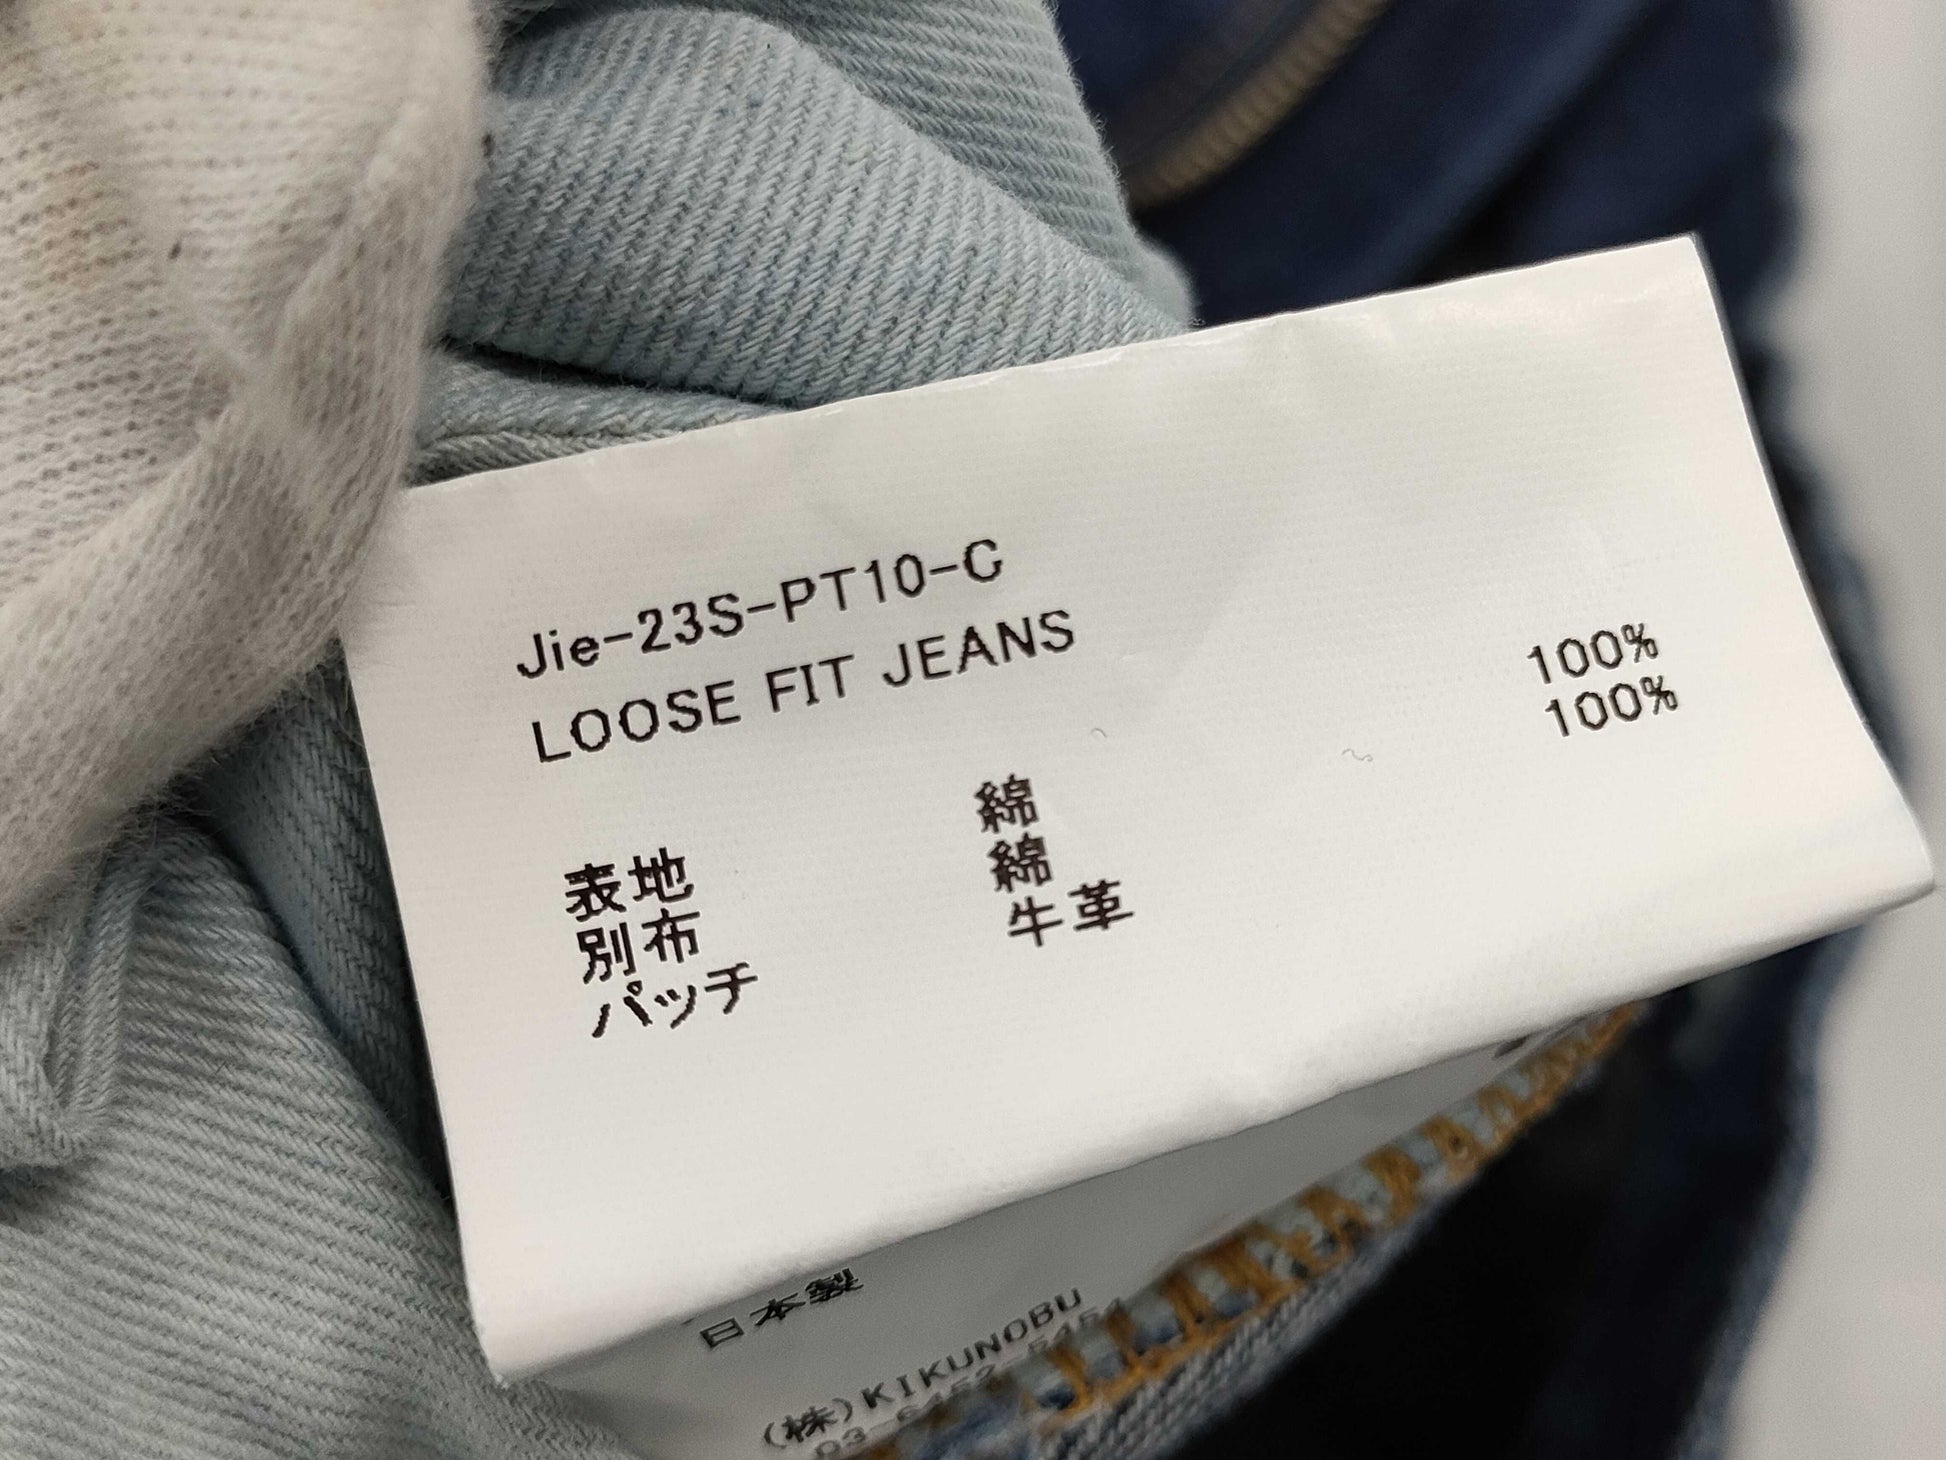 Jie-23S-PT10-C
LOOSE FIT JEANS
表地 綿 100%
別布 綿 100%
パッチ 牛革
日本製
(株)KIKUNOBU